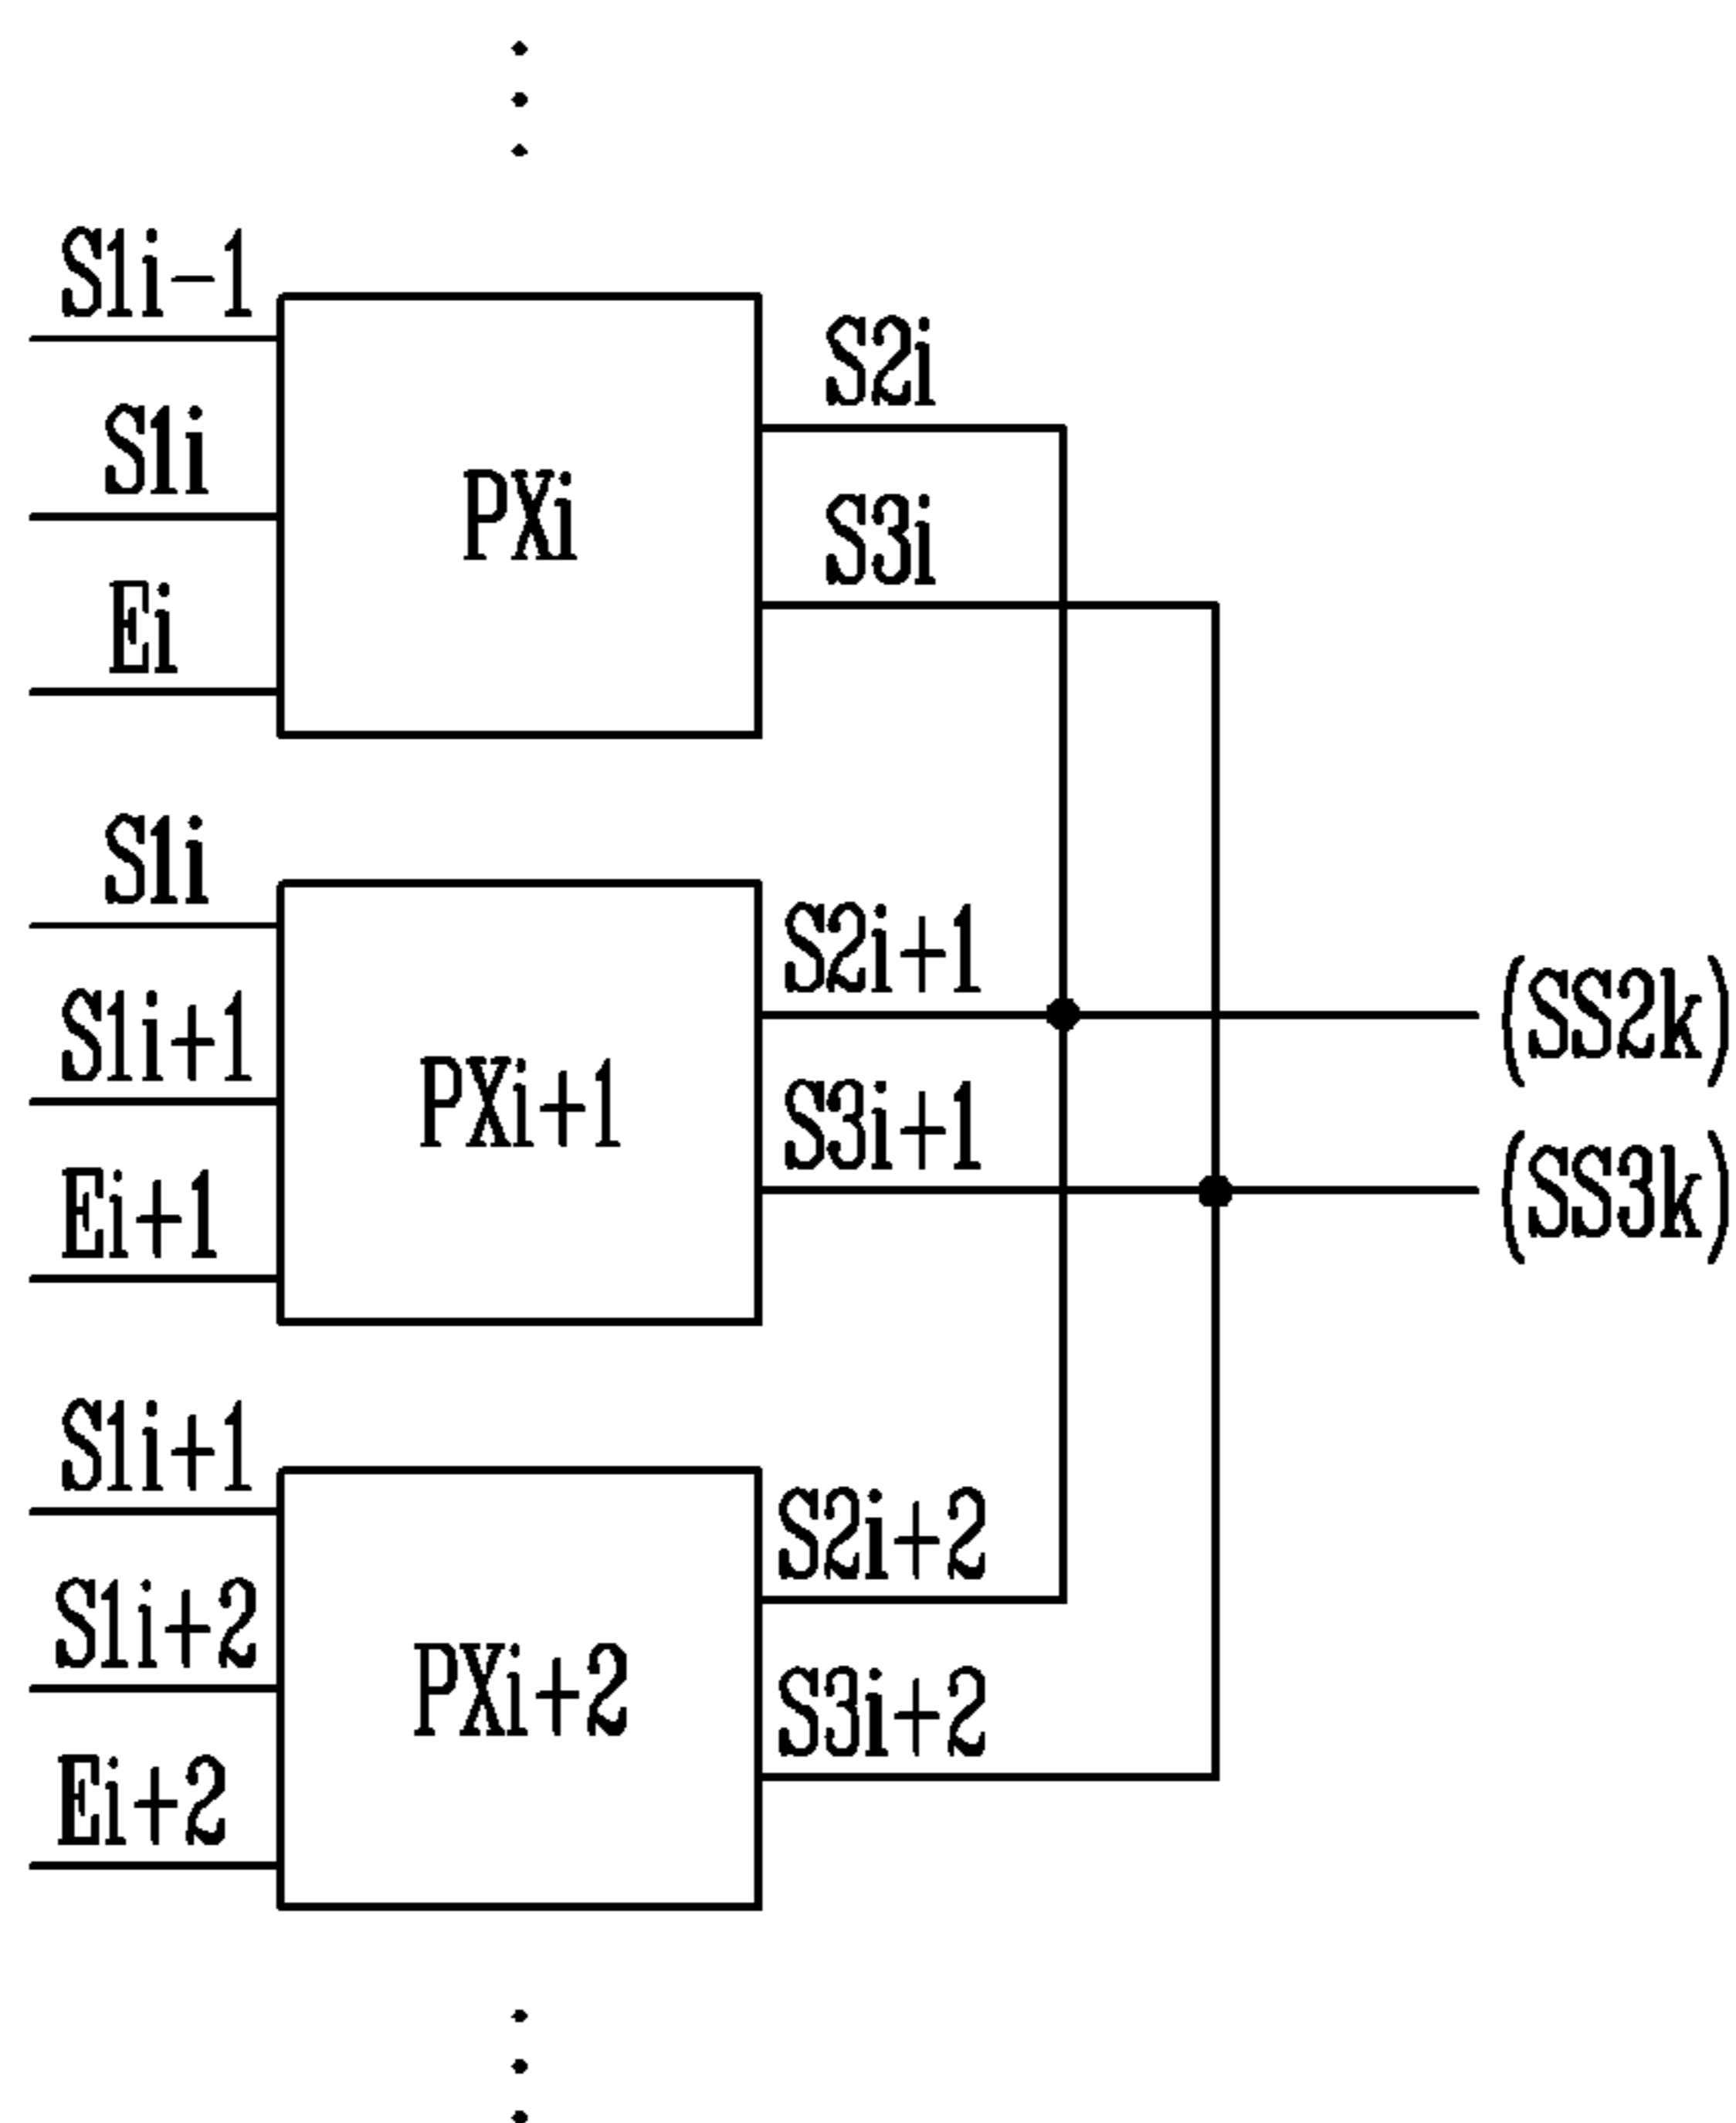 S1i-1
S2i
S1i
PXi
S3i
Ei
S1i
S2i+1
(SS2k)
S1i+1
PXi+1
S3i+1
(SS3k)
Ei+1
S1i+1
S2i+2
S1i+2
PXi+2
S3i+2
Ei+2